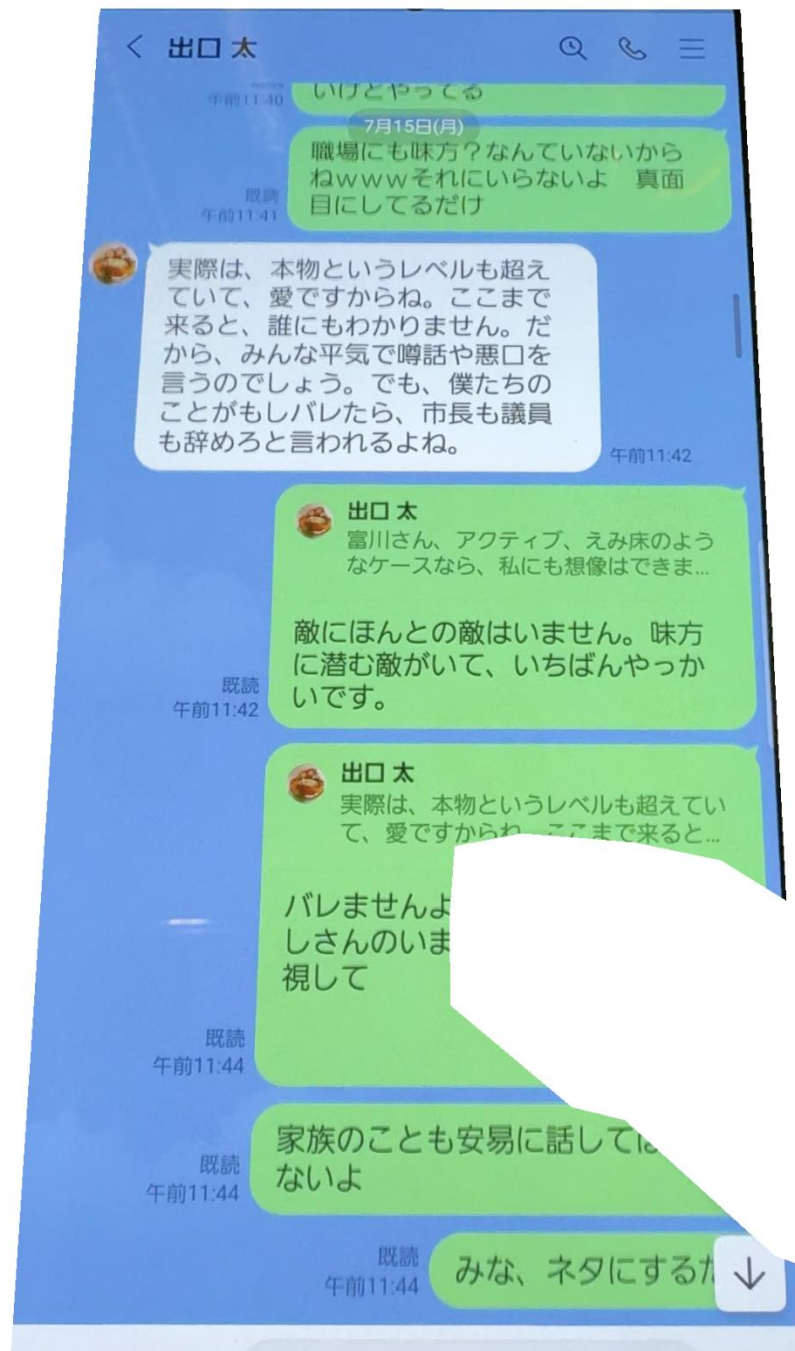 出口 太
午前11:40
いけどやってる
7月15日(月)
職場にも味方？なんていないから
ねwwwそれにいらないよ　真面
目にしてるだけ
既読
午前11:41
実際は、本物というレベルも超え
ていて、愛ですからね。ここまで
来ると、誰にもわかりません。だ
から、みんな平気で噂話や悪口を
言うのでしょう。でも、僕たちの
ことがもしバレたら、市長も議員
も辞めろと言われるよね。
午前11:42
出口 太
富川さん、アクティブ、えみ床のよう
なケースなら、私にも想像はできま...
敵にほんとの敵はいません。味方
に潜む敵がいて、いちばんやっか
いです。
既読
午前11:42
出口 太
実際は、本物というレベルも超えてい
て、愛ですからね。ここまで来ると...
バレませんよ
しさんのいま
視して
既読
午前11:44
家族のことも安易に話して
ないよ
既読
午前11:44
みな、ネタにする
既読
午前11:44